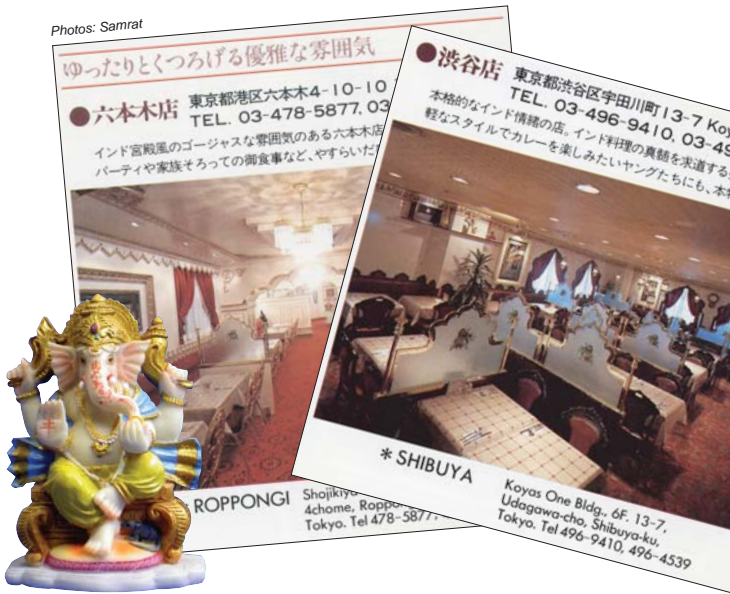 Photos: Samrat
ゆったりとくつろげる優雅な雰囲気
●六本木店 東京都港区六本木4-10-10
TEL. 03-478-5877, 03
インド宮殿風のゴージャスな雰囲気のある六本木店
パーティや家族そろっての御食事など、やすらいだ
ROPPONGI Shojikiy
4chome, Roppon
Tokyo. Tel 478-5877,
●渋谷店 東京都渋谷区宇田川町13-7 Koy
TEL. 03-496-9410, 03-49
本格的なインド情緒の店。インド料理の真髄を求道する
軽なスタイルでカレーを楽しみたいヤングたちにも、本
*SHIBUYA
Koyas One Bldg., 6F. 13-7,
Udagawa-cho, Shibuya-ku,
Tokyo. Tel 496-9410, 496-4539